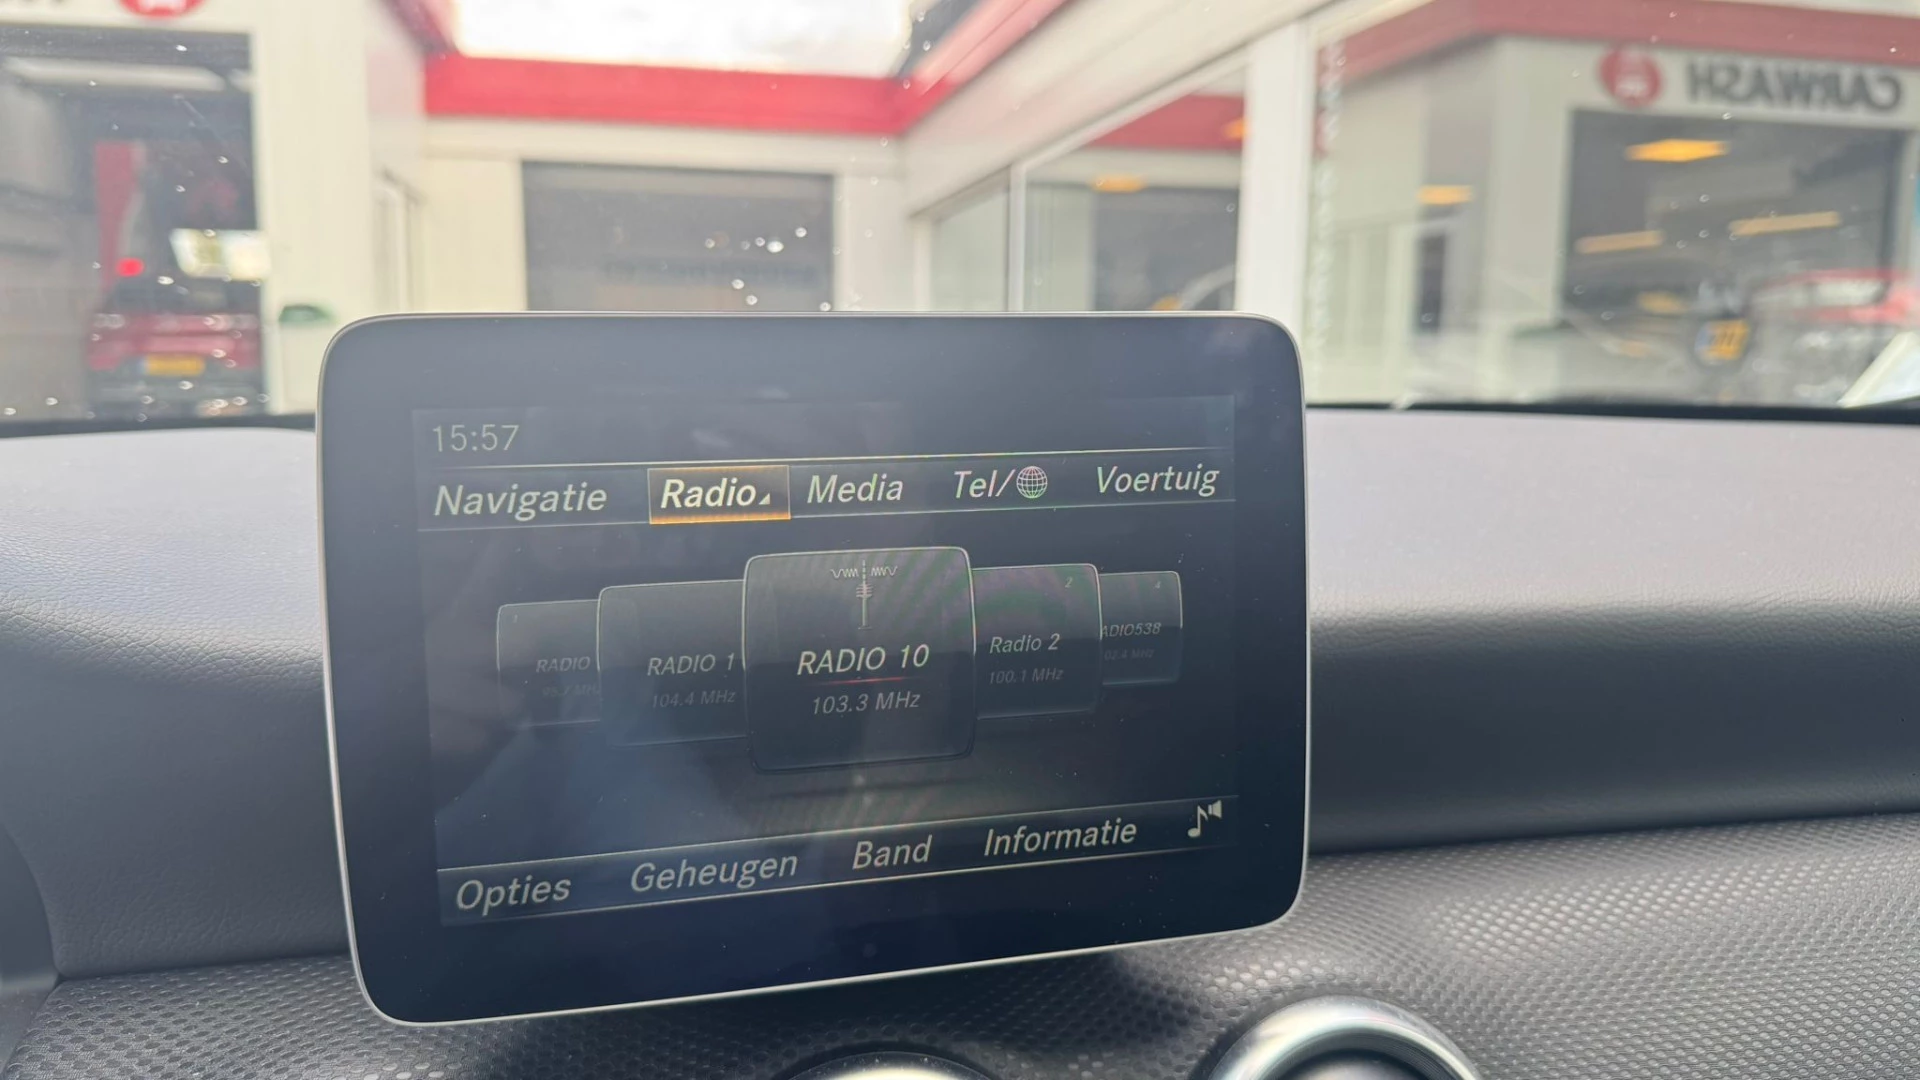 CARWASH
15:57
Navigatie Radio Media Tel/ Voertuig
RADIO RADIO 1 RADIO 10 Radio 2 ADIO538
104.4 MHz 103.3 MHz 100.1 MHz
Opties Geheugen Band Informatie